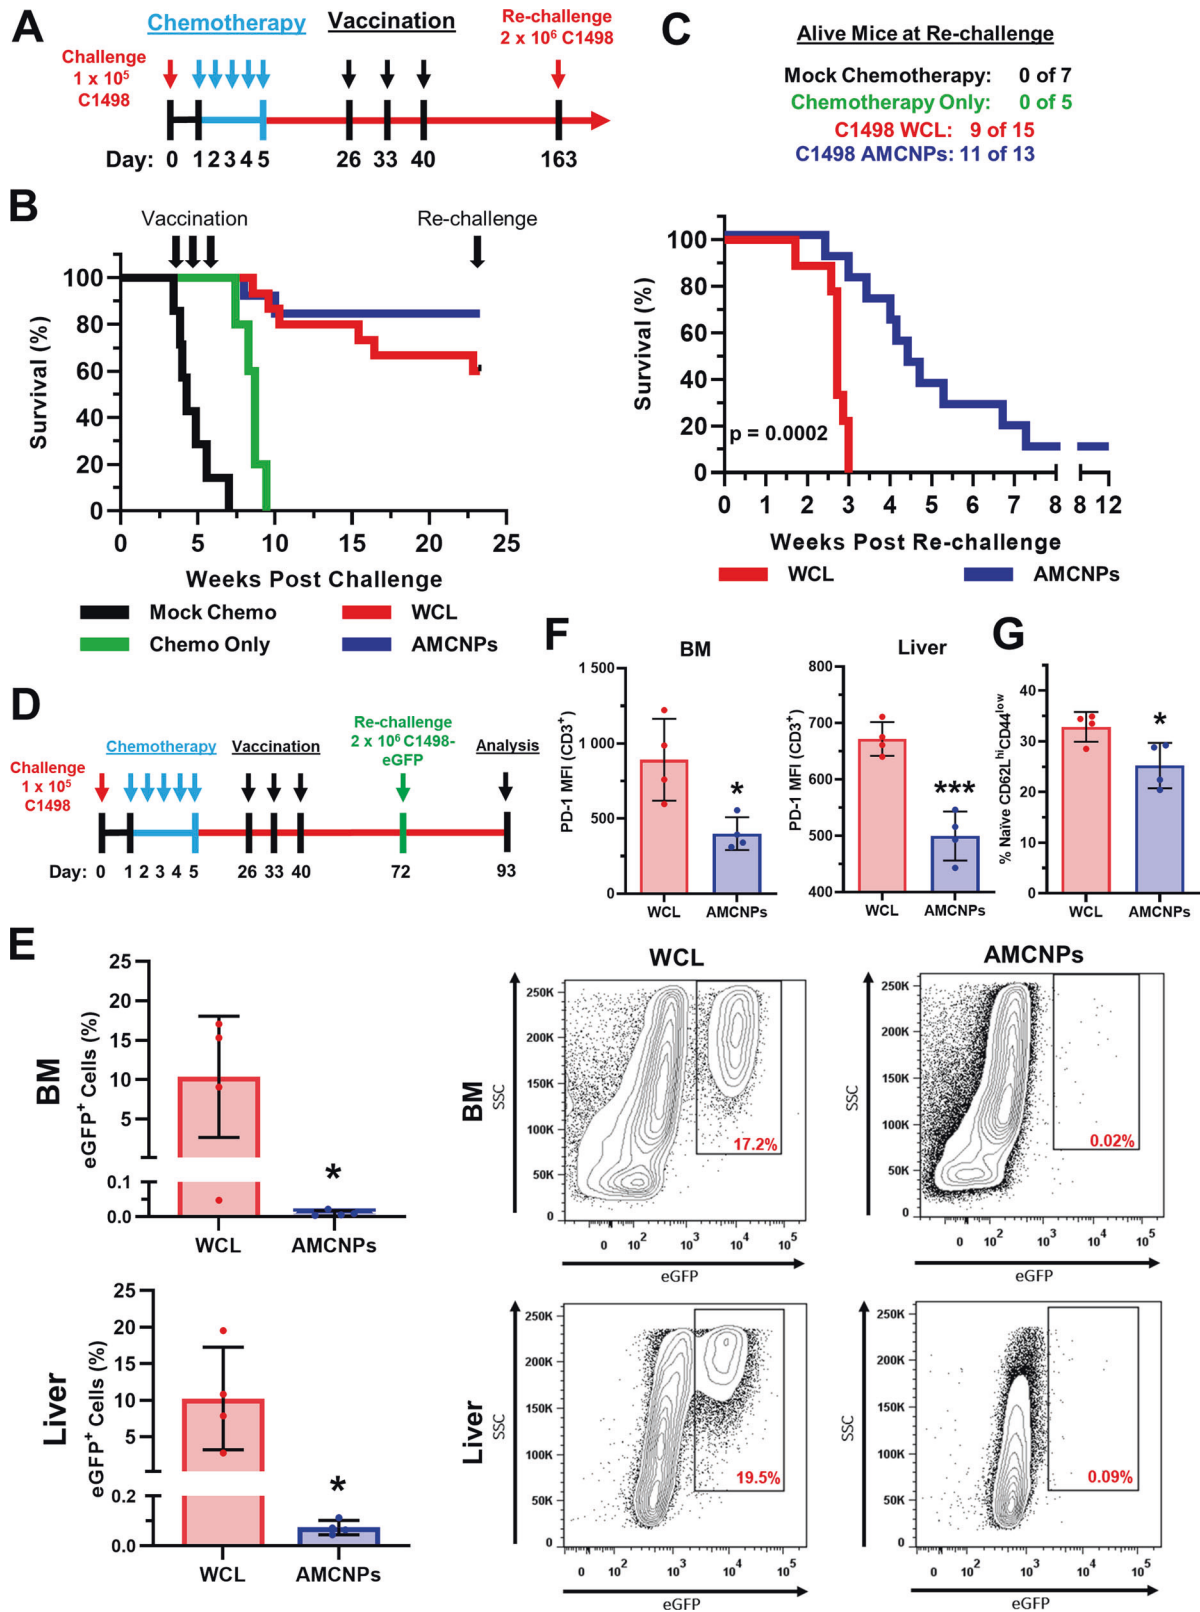 A
Chemotherapy
Vaccination
Re-challenge
2 x 10⁶ C1498
Challenge
1 x 10⁵
C1498
Day: 0 1 2 3 4 5 26 33 40 163
B
Vaccination
Re-challenge
Survival (%)
100
80
60
40
20
0
0 5 10 15 20 25
Weeks Post Challenge
Mock Chemo
WCL
Chemo Only
AMCNPs
C
Alive Mice at Re-challenge
Mock Chemotherapy: 0 of 7
Chemotherapy Only: 0 of 5
C1498 WCL: 9 of 15
C1498 AMCNPs: 11 of 13
Survival (%)
100
80
60
40
20
0
p = 0.0002
0 1 2 3 4 5 6 7 8 8 12
Weeks Post Re-challenge
WCL
AMCNPs
D
Challenge
1 x 10⁵
C1498
Chemotherapy
Vaccination
Re-challenge
2 x 10⁶ C1498-
eGFP
Analysis
Day: 0 1 2 3 4 5 26 33 40 72 93
F
BM
PD-1 MFI (CD3⁺)
1 500
1 000
500
0
*
WCL
AMCNPs
Liver
PD-1 MFI (CD3⁺)
800
700
600
500
400
***
WCL
AMCNPs
G
% Naïve CD62LʰⁱCD44ˡᵒʷ
30
20
10
0
*
WCL
AMCNPs
E
BM
eGFP⁺ Cells (%)
25
20
15
10
5
0.1
0.0
*
WCL
AMCNPs
Liver
eGFP⁺ Cells (%)
25
20
15
10
5
0.2
0.0
*
WCL
AMCNPs
WCL
AMCNPs
BM
SSC
250K
200K
150K
100K
50K
0
17.2%
0 10² 10³ 10⁴ 10⁵
eGFP
SSC
250K
200K
150K
100K
50K
0
0.02%
0 10² 10³ 10⁴ 10⁵
eGFP
Liver
SSC
250K
200K
150K
100K
50K
0
19.5%
0 10² 10³ 10⁴ 10⁵
eGFP
SSC
250K
200K
150K
100K
50K
0
0.09%
0 10² 10³ 10⁴ 10⁵
eGFP